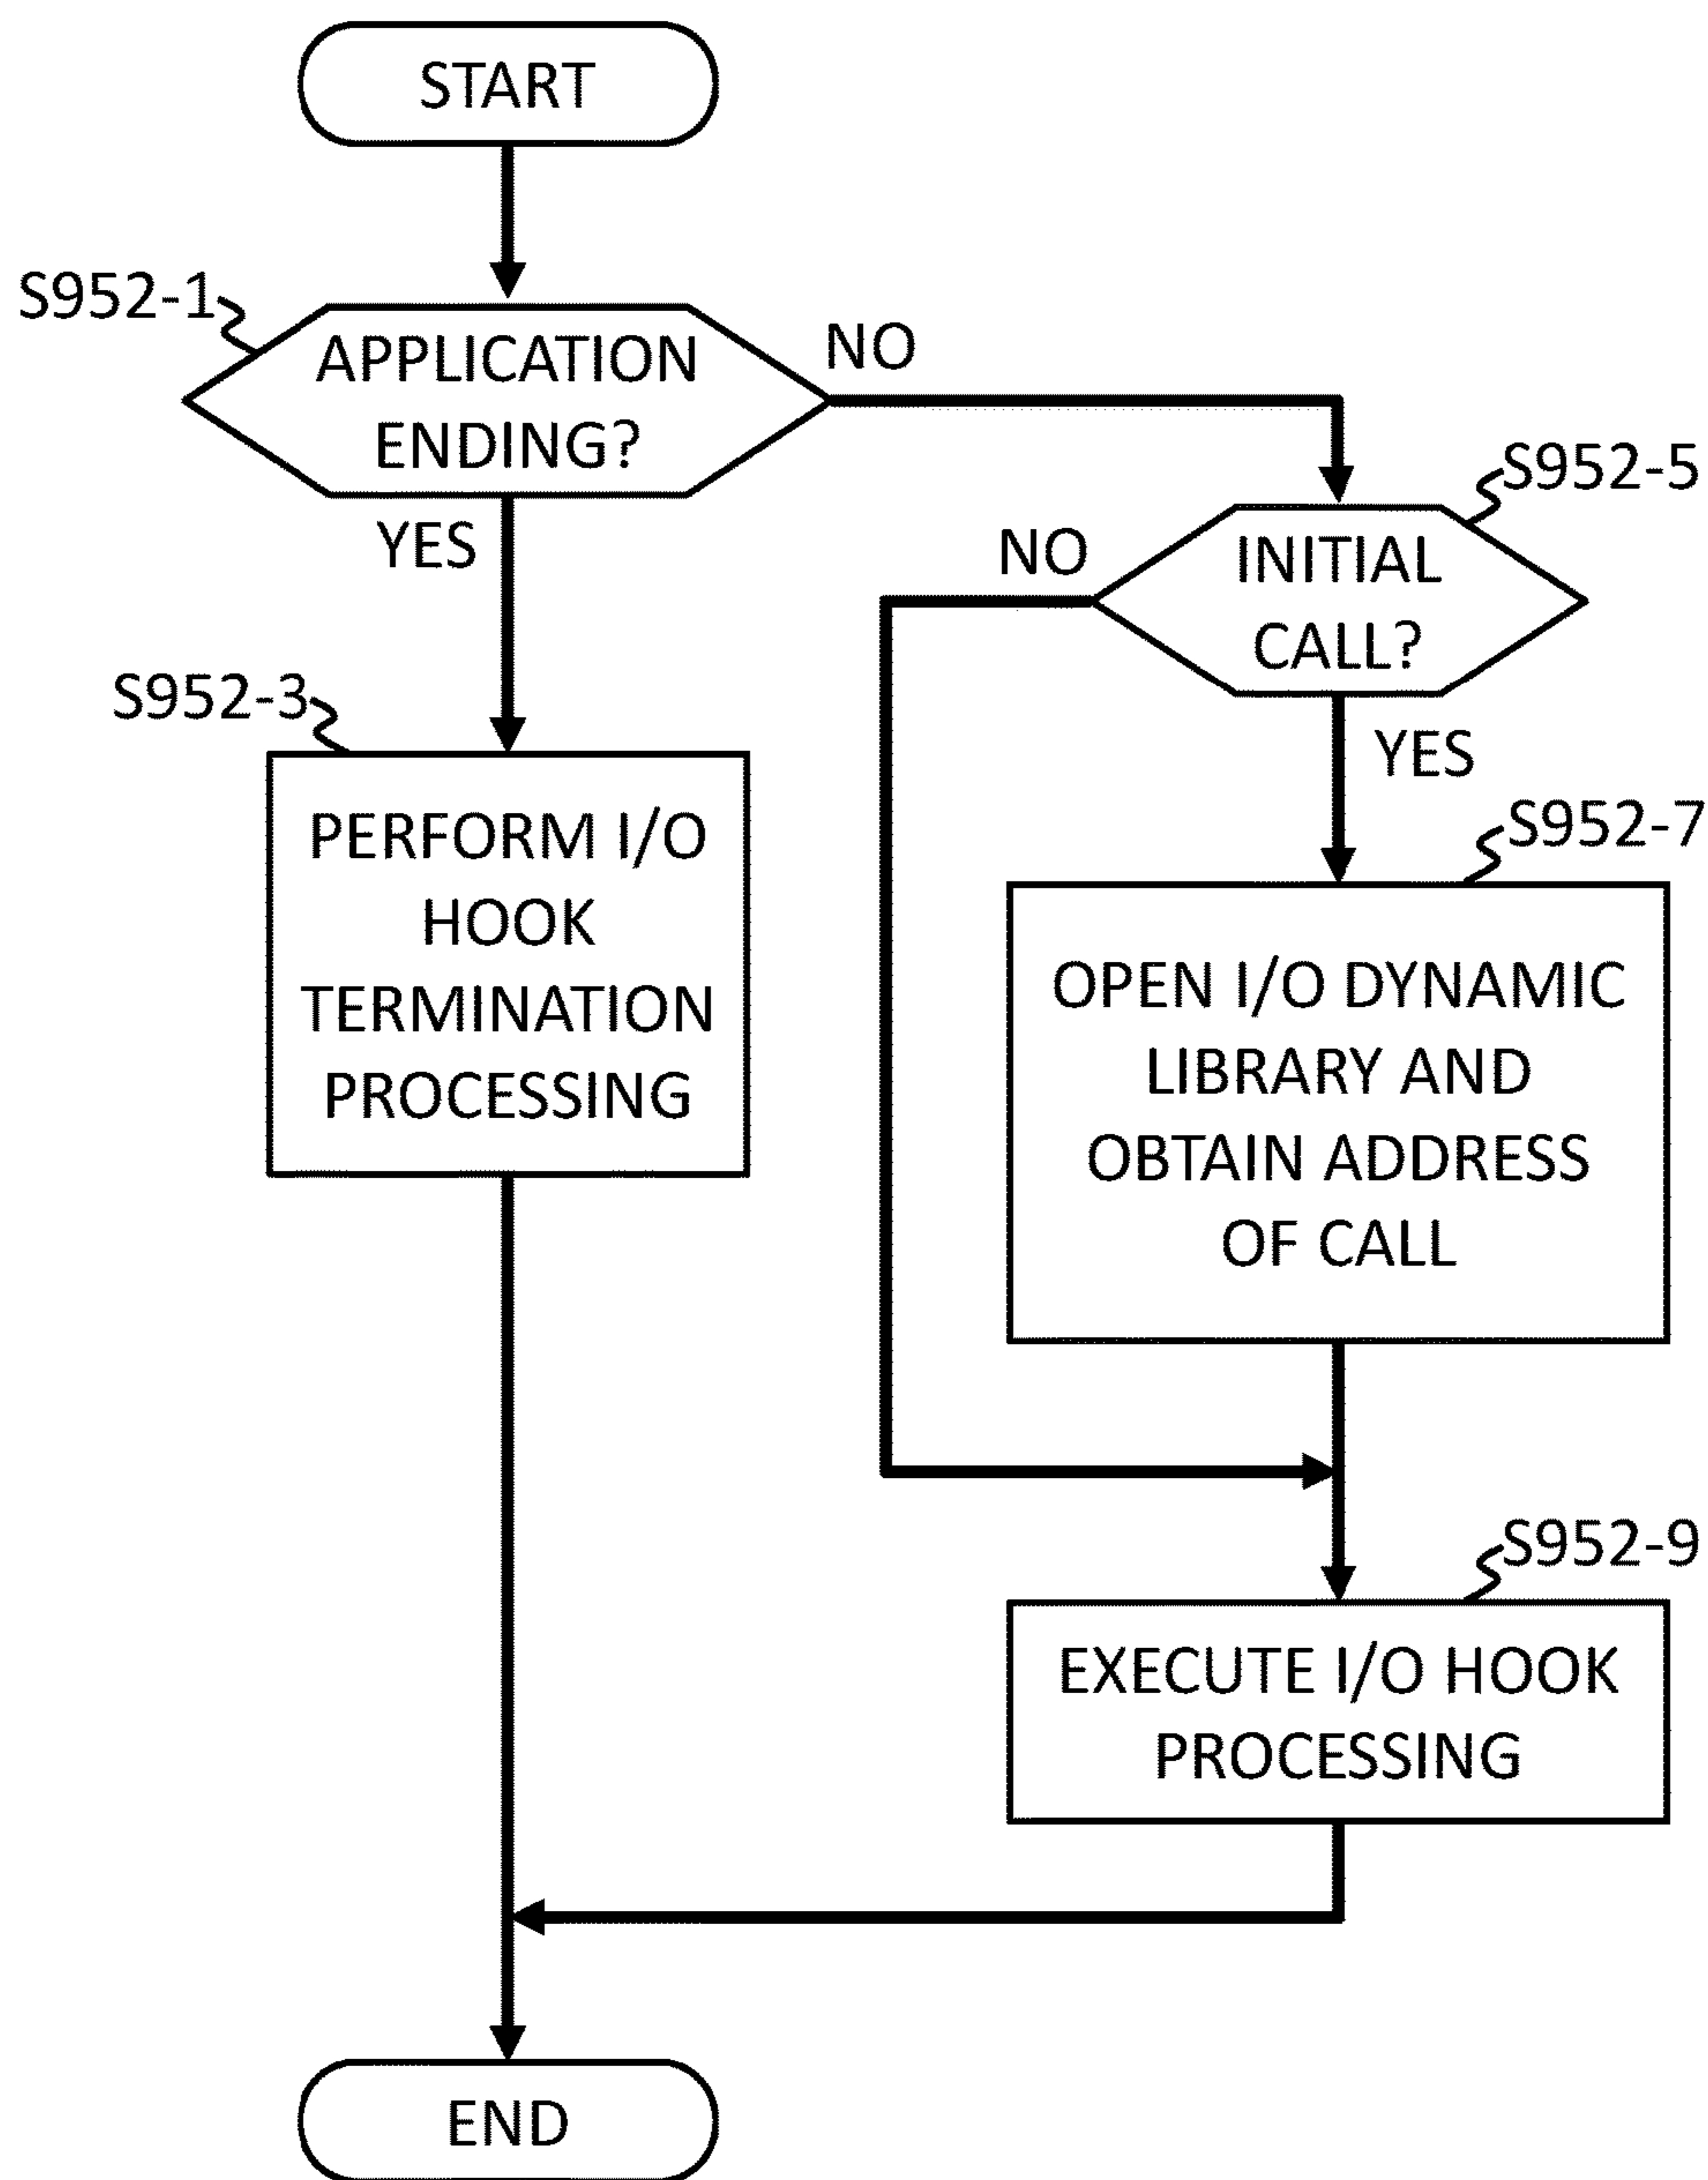 START
S952-1
APPLICATION
ENDING?
NO
YES
S952-5
INITIAL
CALL?
NO
YES
S952-3
PERFORM I/O
HOOK
TERMINATION
PROCESSING
S952-7
OPEN I/O DYNAMIC
LIBRARY AND
OBTAIN ADDRESS
OF CALL
S952-9
EXECUTE I/O HOOK
PROCESSING
END